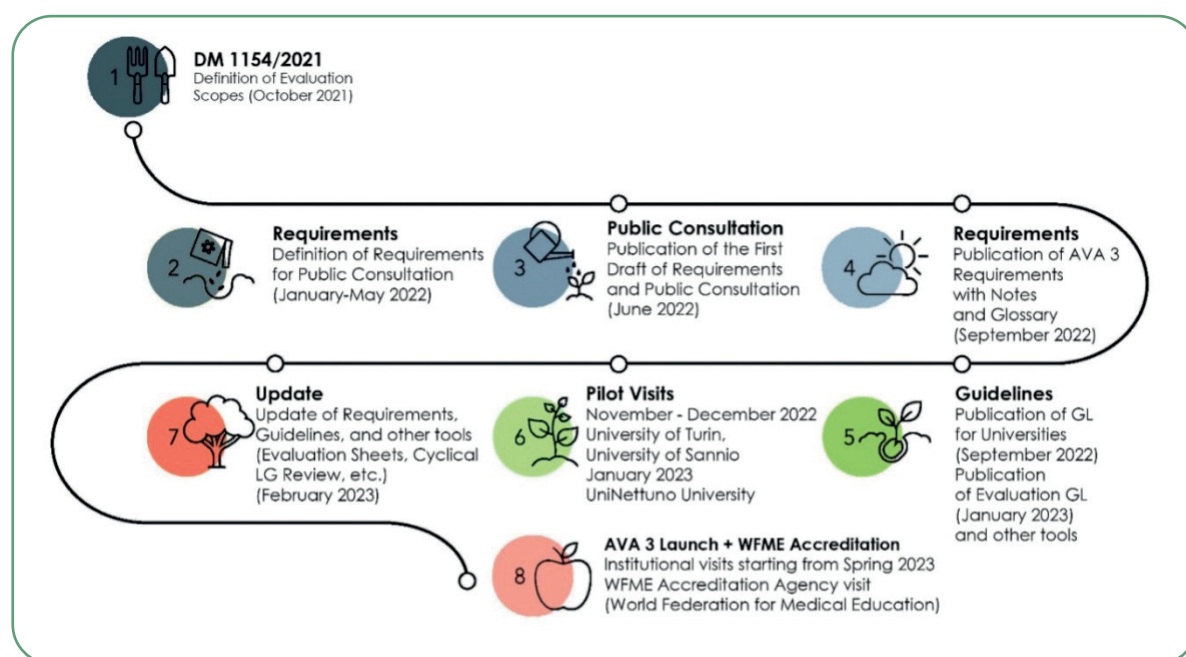 1
DM 1154/2021
Definition of Evaluation
Scopes (October 2021)
2
Requirements
Definition of Requirements
for Public Consultation
(January-May 2022)
3
Public Consultation
Publication of the First
Draft of Requirements
and Public Consultation
(June 2022)
4
Requirements
Publication of AVA 3
Requirements
with Notes
and Glossary
(September 2022)
5
Guidelines
Publication of GL
for Universities
(September 2022)
Publication
of Evaluation GL
(January 2023)
and other tools
6
Pilot Visits
November - December 2022
University of Turin,
University of Sannio
January 2023
UniNettuno University
7
Update
Update of Requirements,
Guidelines, and other tools
(Evaluation Sheets, Cyclical
LG Review, etc.)
(February 2023)
8
AVA 3 Launch + WFME Accreditation
Institutional visits starting from Spring 2023
WFME Accreditation Agency visit
(World Federation for Medical Education)